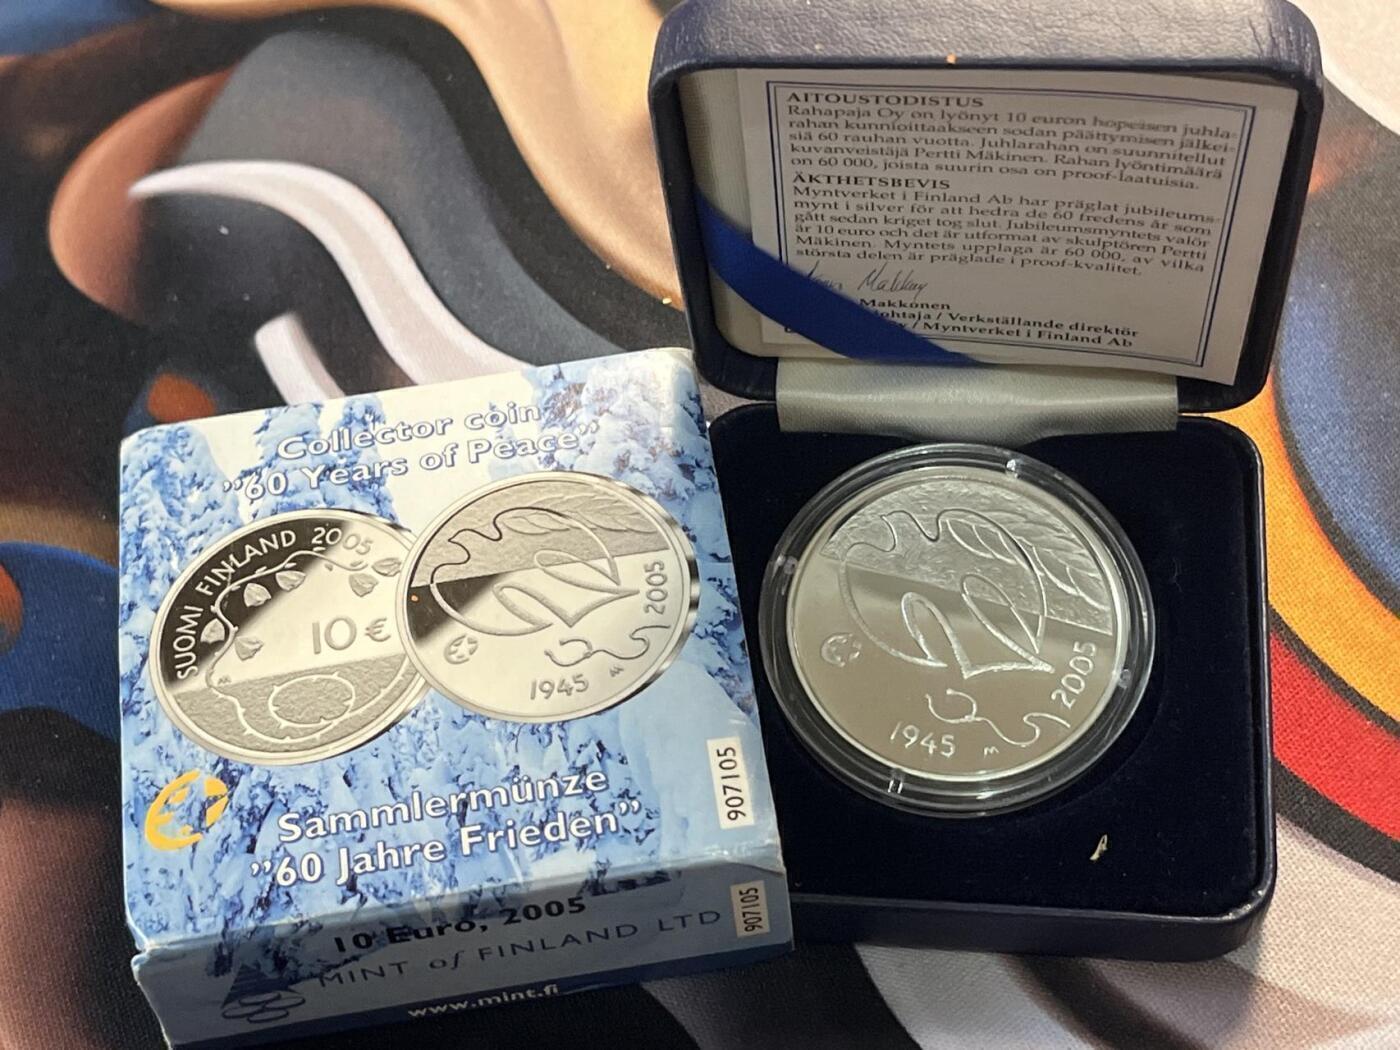 AITOUSTODISTUS
Rahapaja Oy on lyönyt 10 euron hopeisen juhla-
rahan kunnioittaakseen sodan päättymisen jälkei-
siä 60 rauhan vuotta. Juhlarahan on suunnitellut
kuvanveistäjä Pertti Mäkinen. Rahan lyöntimäärä
on 60 000, joista suurin osa on proof-laatuisia.
ÄKTHETSBEVIS
Myntverket i Finland Ab har präglat jubileums-
mynt i silver för att hedra de 60 fredens år som
gått sedan kriget tog slut. Jubileumsmyntets valör
är 10 euro och det är utformat av skulptören Pertti
Mäkinen. Myntets upplaga är 60 000, av vilka
största delen är präglade i proof-kvalitet.
Makkonen
ohtaja / Verkställande direktör
/ Myntverket i Finland Ab
Collector coin
"60 Years of Peace"
SUOMI FINLAND 2005
10 €
1945
2005
M
Sammlermünze
"60 Jahre Frieden"
907105
10 Euro, 2005
MINT of FINLAND LTD
www.mint.fi
907105
1945
M
2005